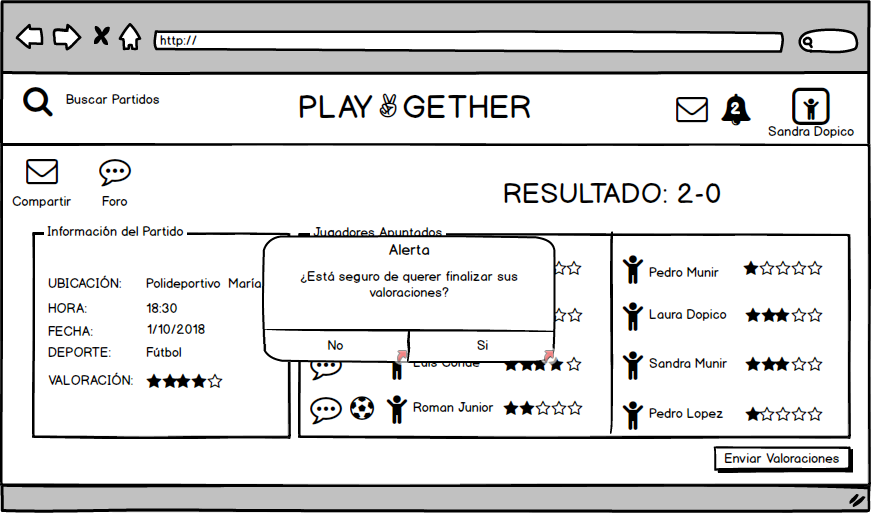 http://
Buscar Partidos
PLAY GETHER
2
Sandra Dopico
Compartir
Foro
RESULTADO: 2-0
Información del Partido
UBICACIÓN: Polideportivo María
HORA: 18:30
FECHA: 1/10/2018
DEPORTE: Fútbol
VALORACIÓN:
Jugadores Apuntados
Alerta
¿Está seguro de querer finalizar sus
valoraciones?
No
Si
Luis Conde
Roman Junior
Pedro Munir
Laura Dopico
Sandra Munir
Pedro Lopez
Enviar Valoraciones